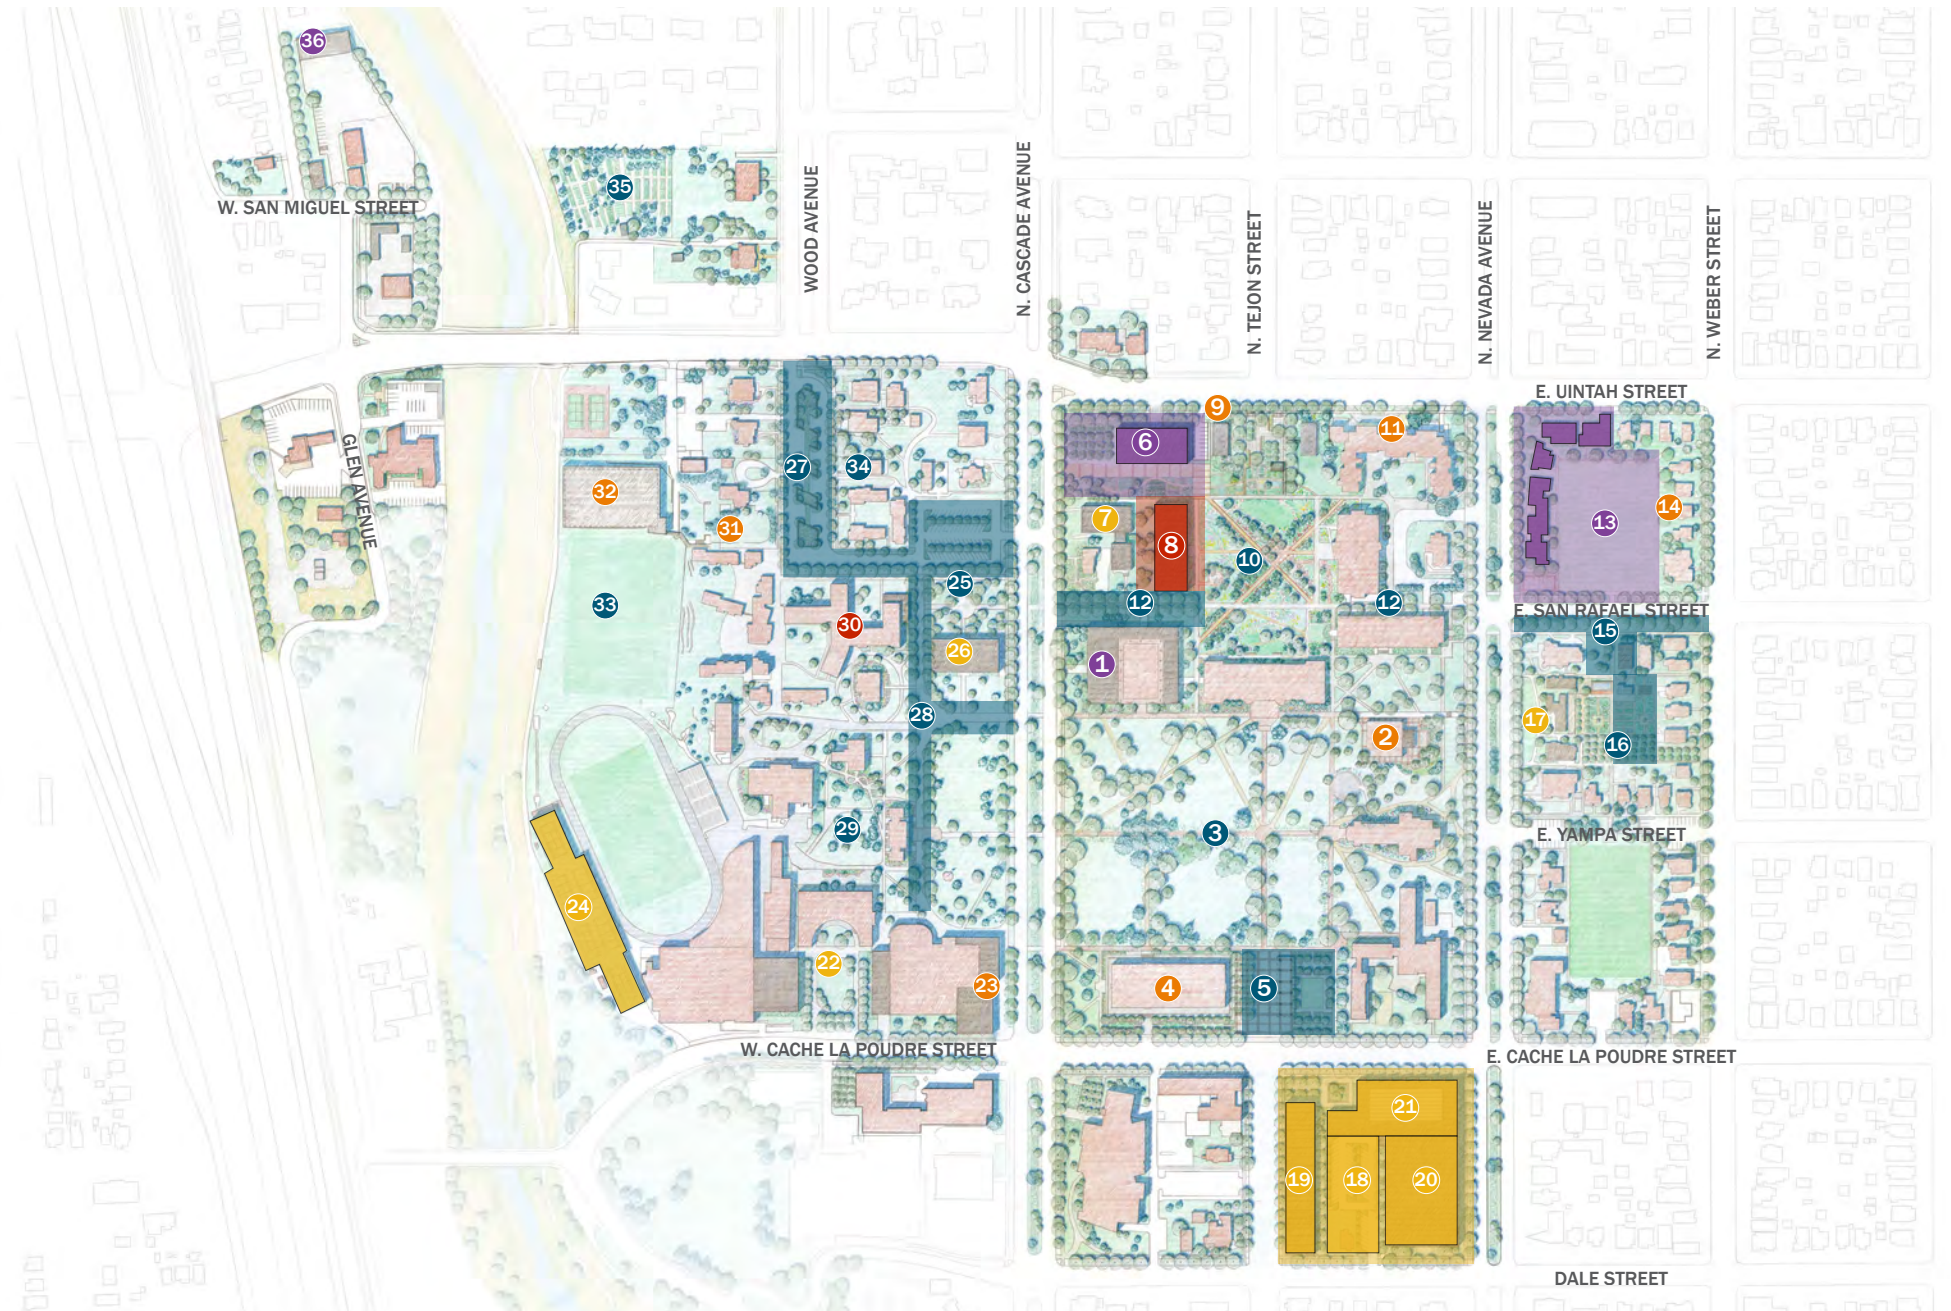 36
35
W. SAN MIGUEL STREET
WOOD AVENUE
N. CASCADE AVENUE
N. TEJON STREET
N. NEVADA AVENUE
N. WEBER STREET
E. UINTAH STREET
9
11
6
GLEN AVENUE
27
34
32
31
7
8
14
13
10
25
33
12
12
E. SAN RAFAEL STREET
30
15
26
1
28
17
2
16
29
3
E. YAMPA STREET
24
22
23
4
5
W. CACHE LA POUDRE STREET
E. CACHE LA POUDRE STREET
21
19
18
20
DALE STREET